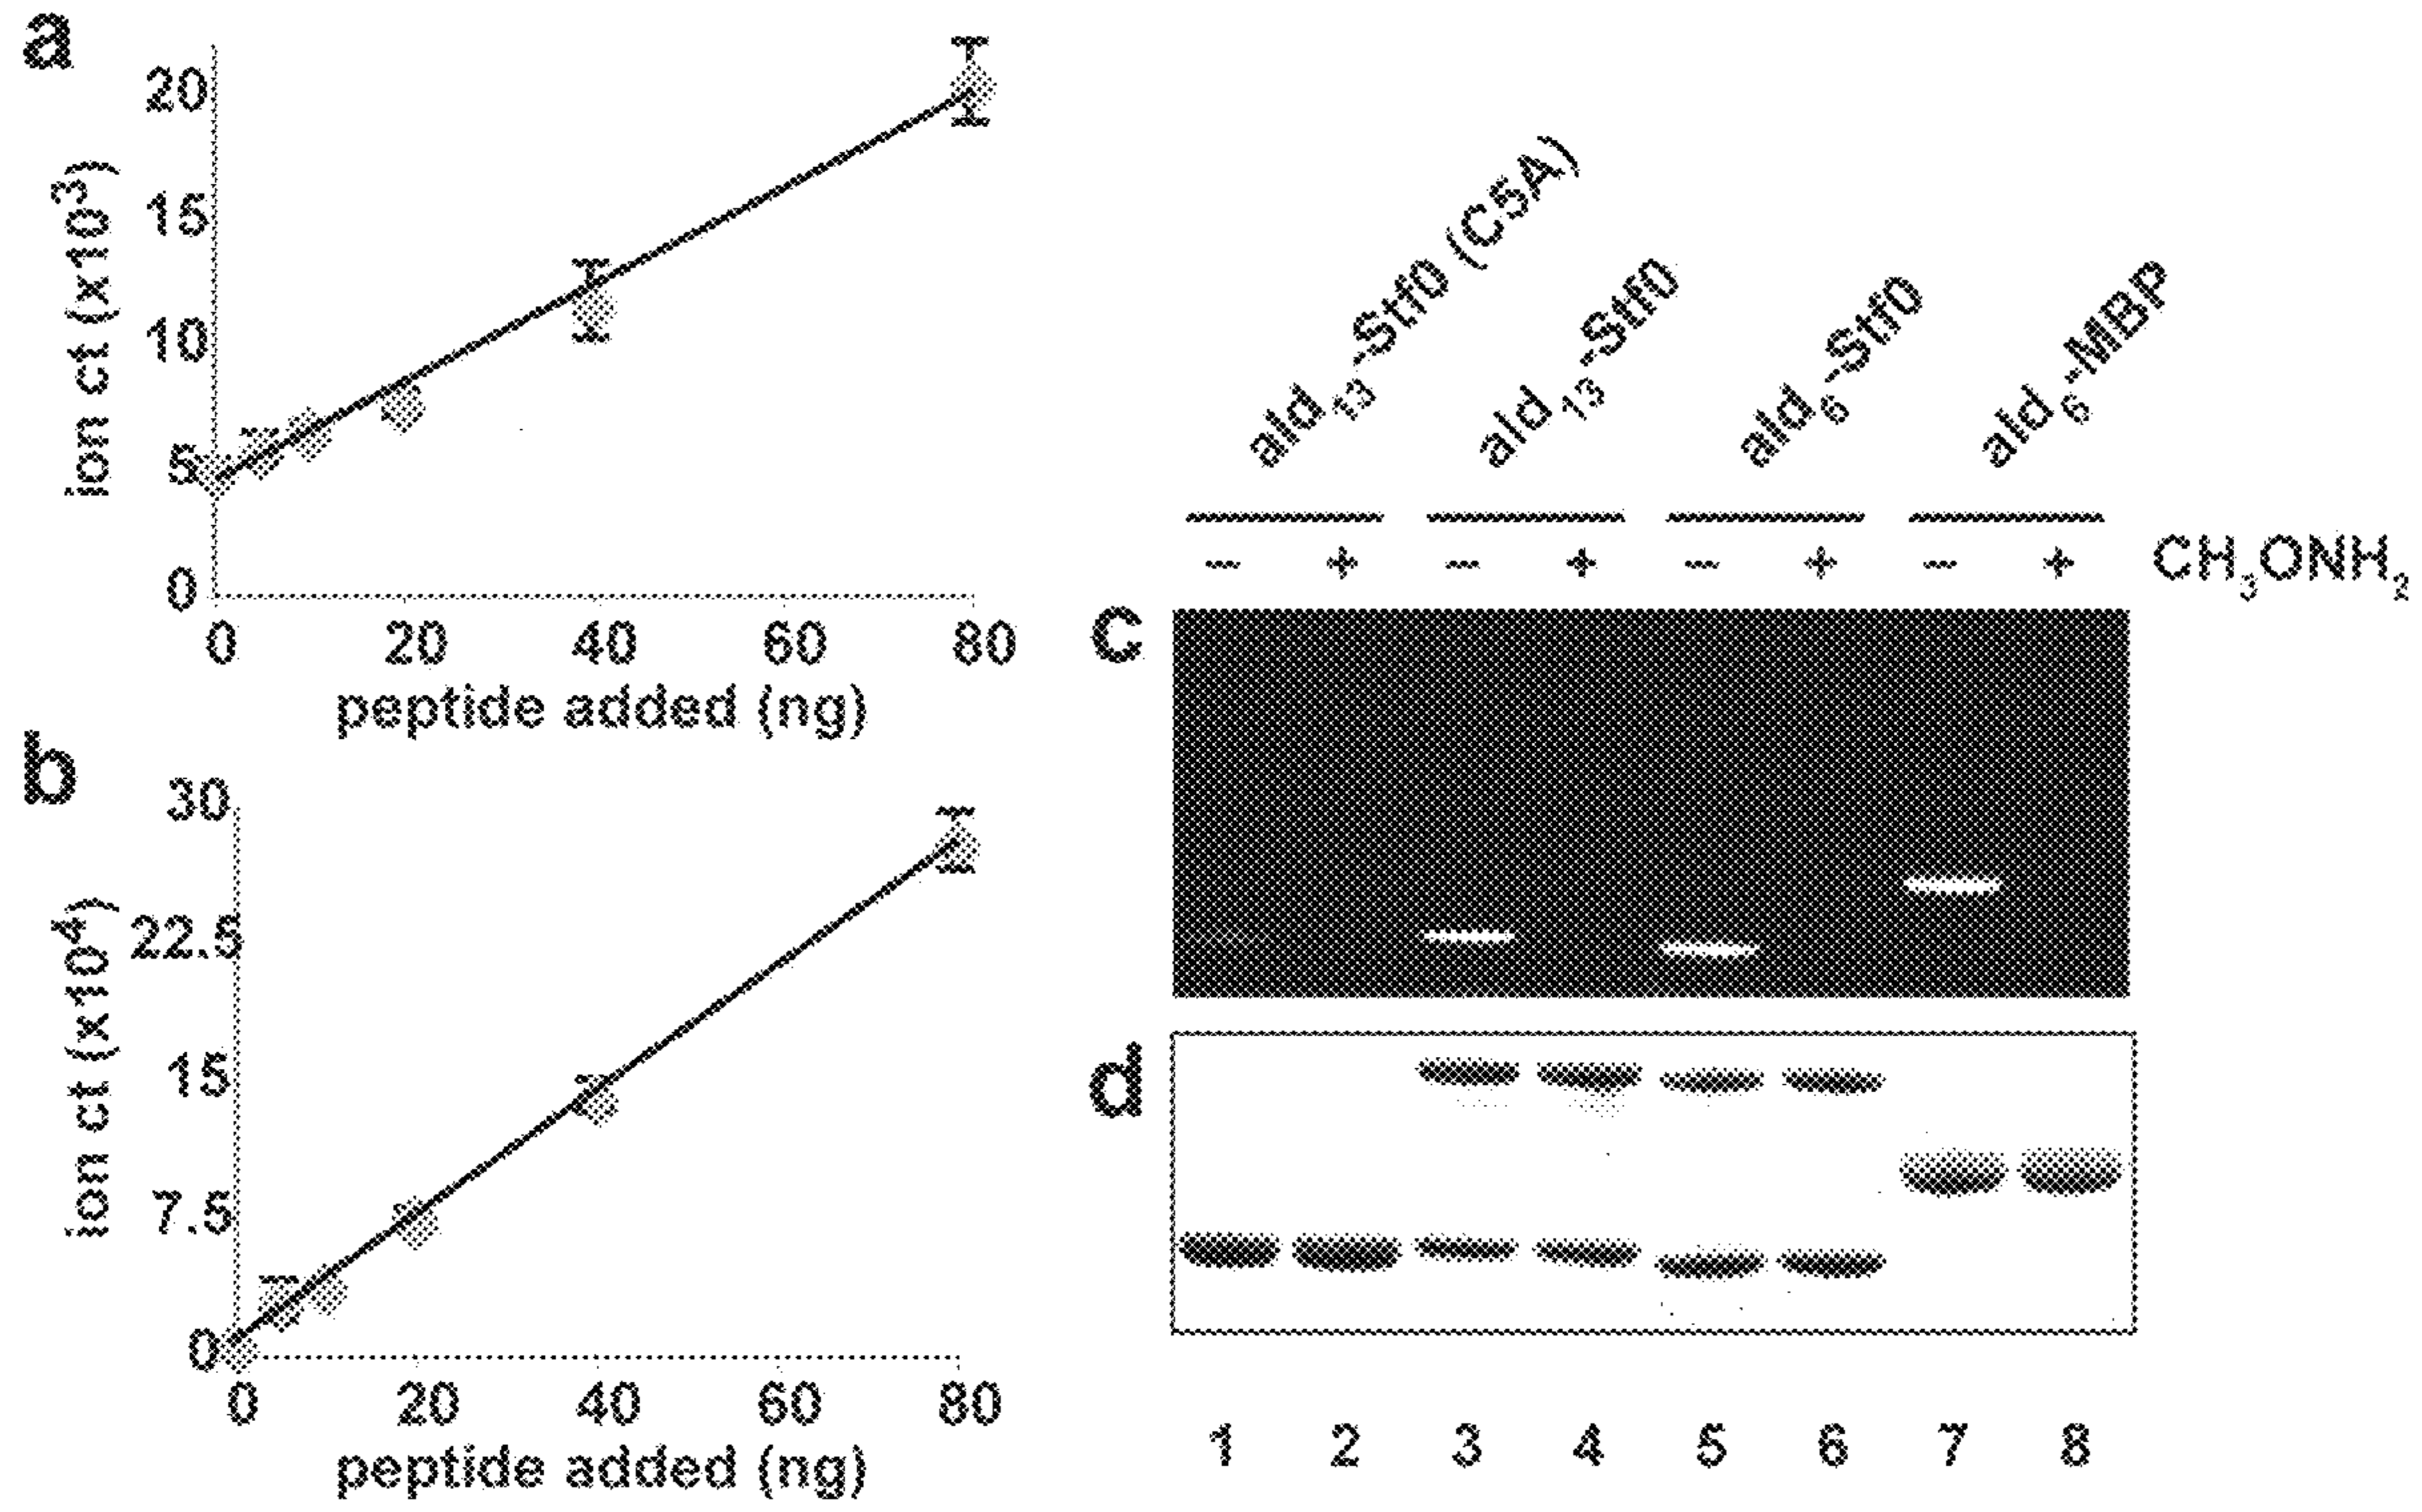 a
20
15
10
5
0
ion ct (x10³)
0 20 40 60 80
peptide added (ng)
b
30
22.5
15
7.5
0
ion ct (x10⁴)
0 20 40 60 80
peptide added (ng)
ald₁₃-Stf0 (C5A)
ald₁₃-Stf0
ald₆-Stf0
ald₆-MBP
– + – + – + – + CH₃ONH₂
c
d
1 2 3 4 5 6 7 8